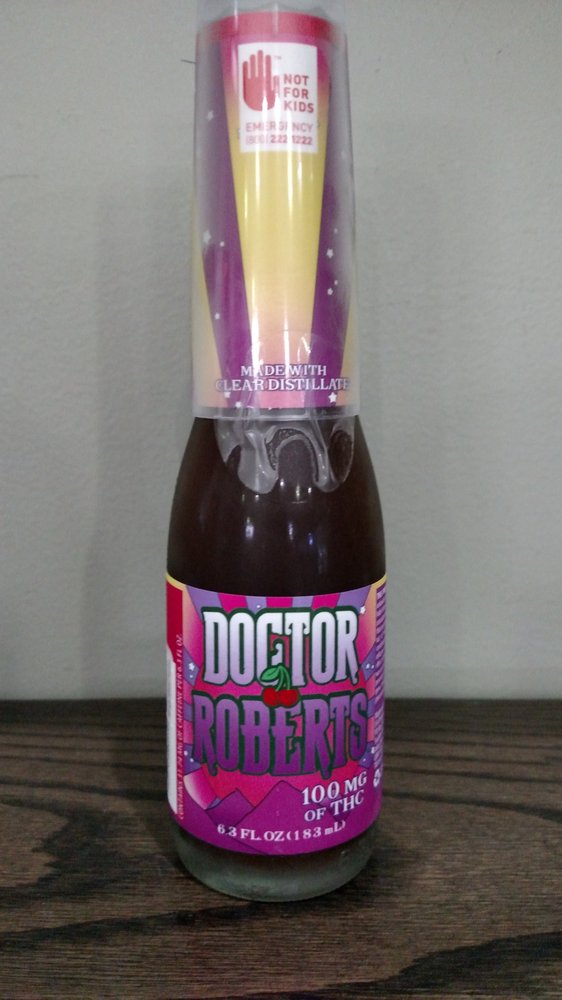 NOT
FOR
KIDS
EMERGENCY
(800) 222 1222
MADE WITH
CLEAR DISTILLATE
DOCTOR
ROBERTS
100 MG
OF THC
6.3 FL OZ (183 mL)